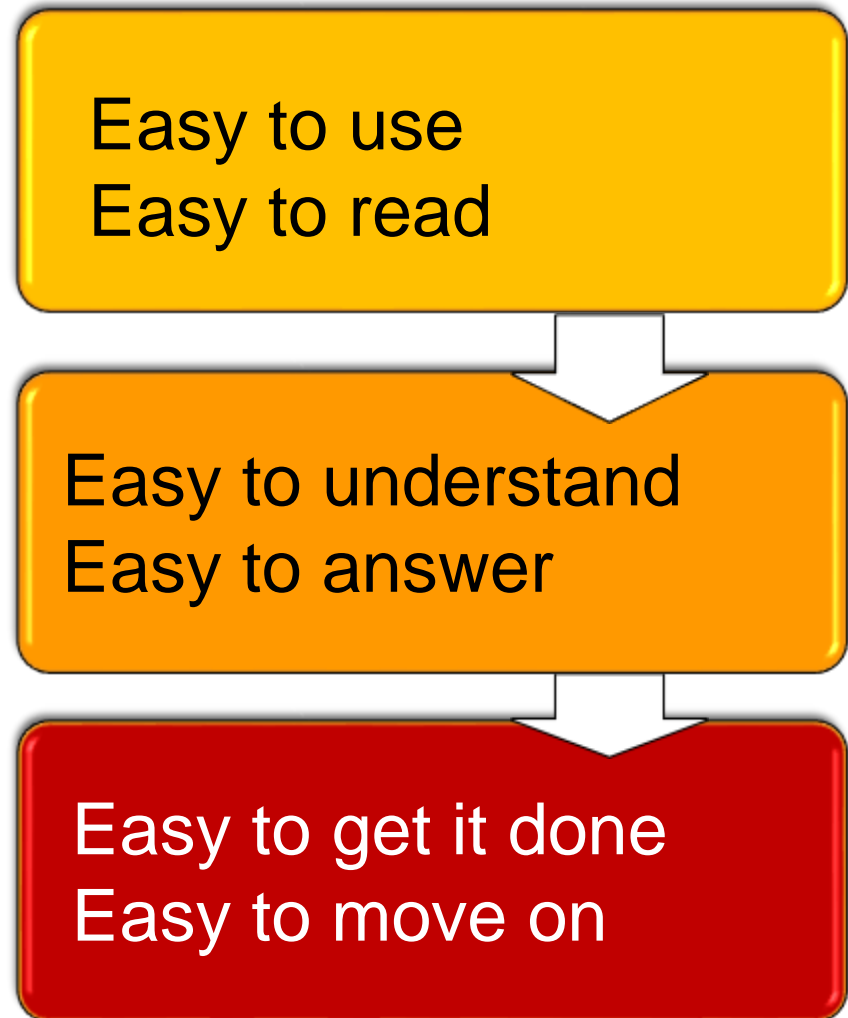 Easy to use
Easy to read
Easy to understand
Easy to answer
Easy to get it done
Easy to move on